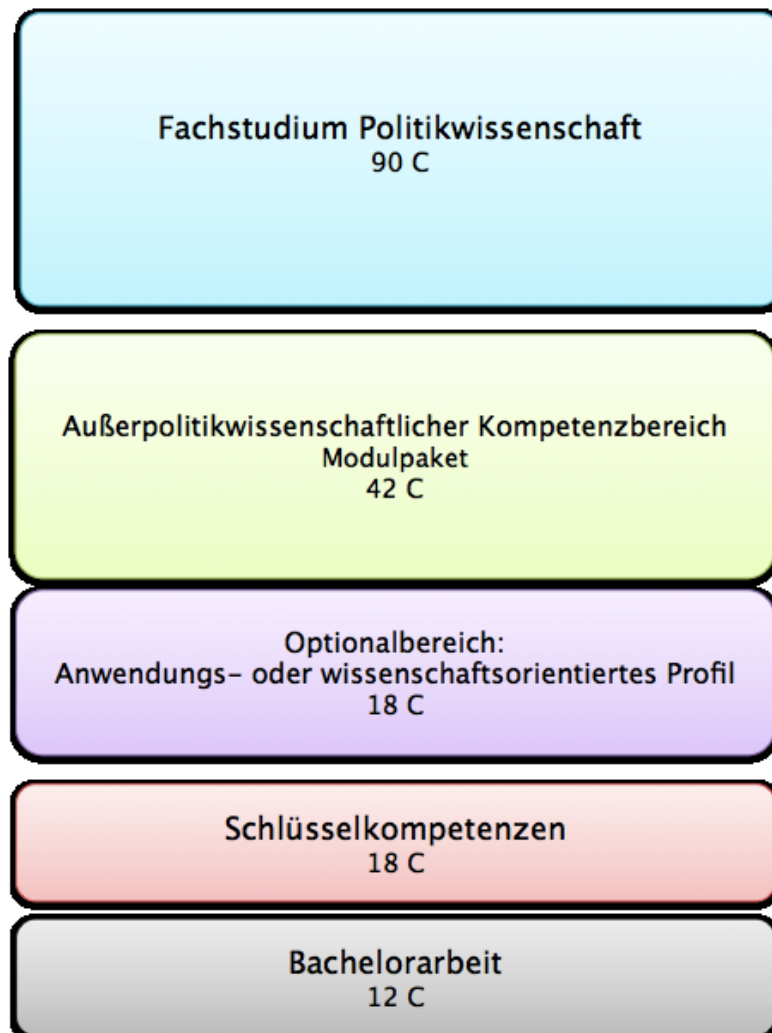 Fachstudium Politikwissenschaft
90 C
Außerpolitikwissenschaftlicher Kompetenzbereich
Modulpaket
42 C
Optionalbereich:
Anwendungs- oder wissenschaftsorientiertes Profil
18 C
Schlüsselkompetenzen
18 C
Bachelorarbeit
12 C